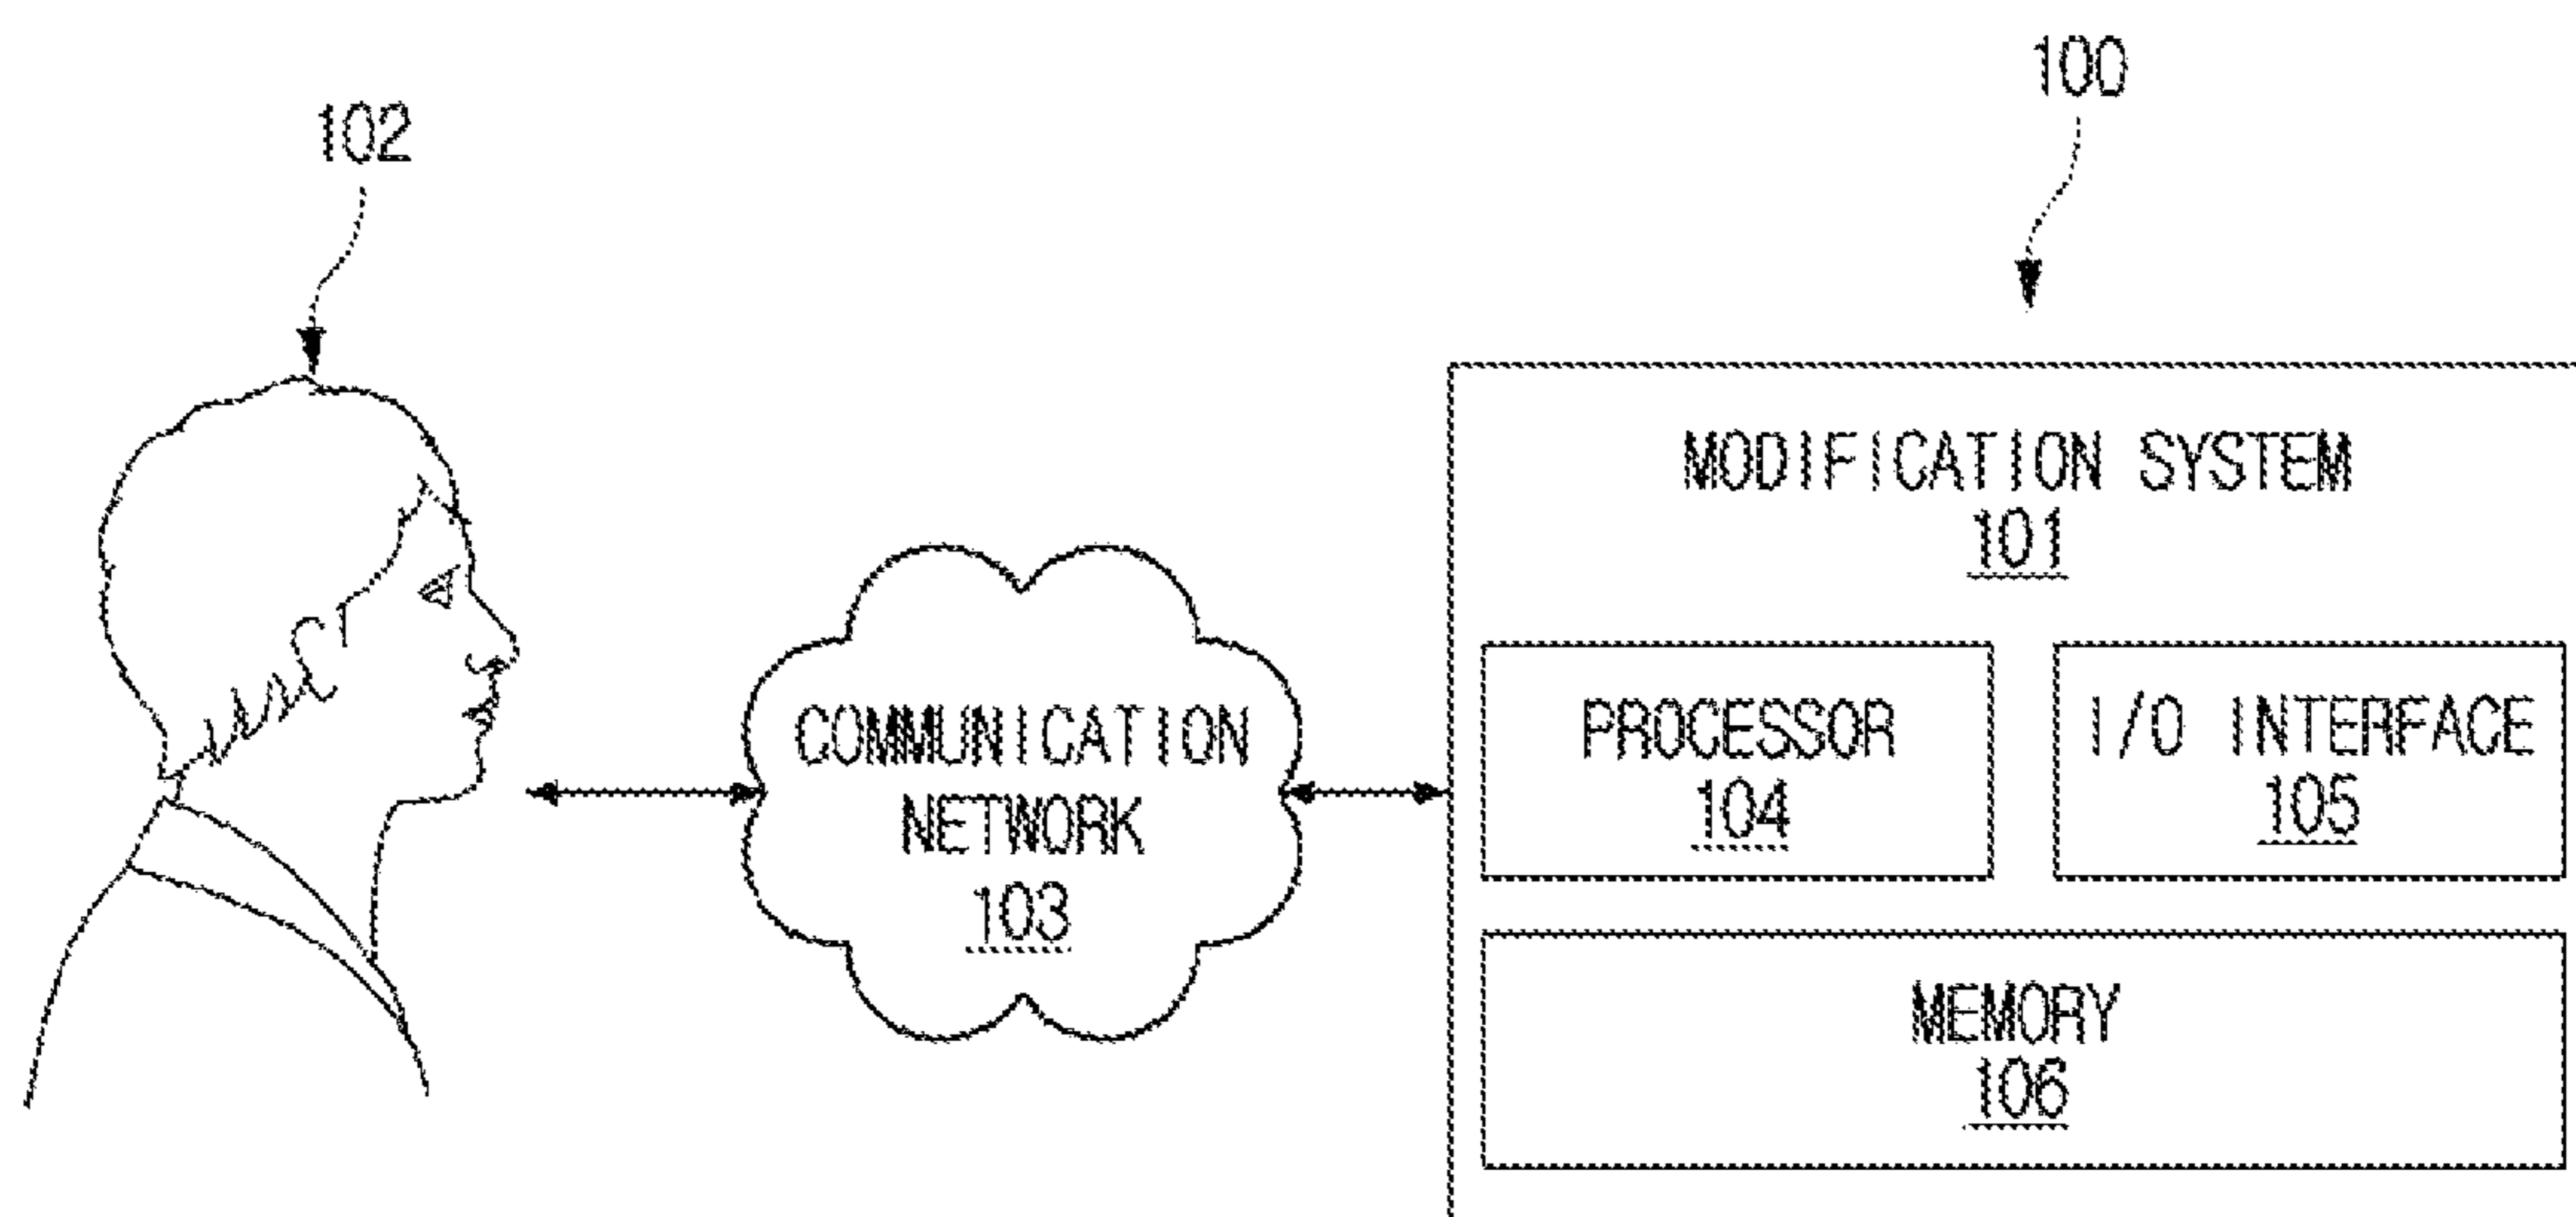 100
102
MODIFICATION SYSTEM
101
PROCESSOR
104
I/O INTERFACE
105
COMMUNICATION
NETWORK
103
MEMORY
106